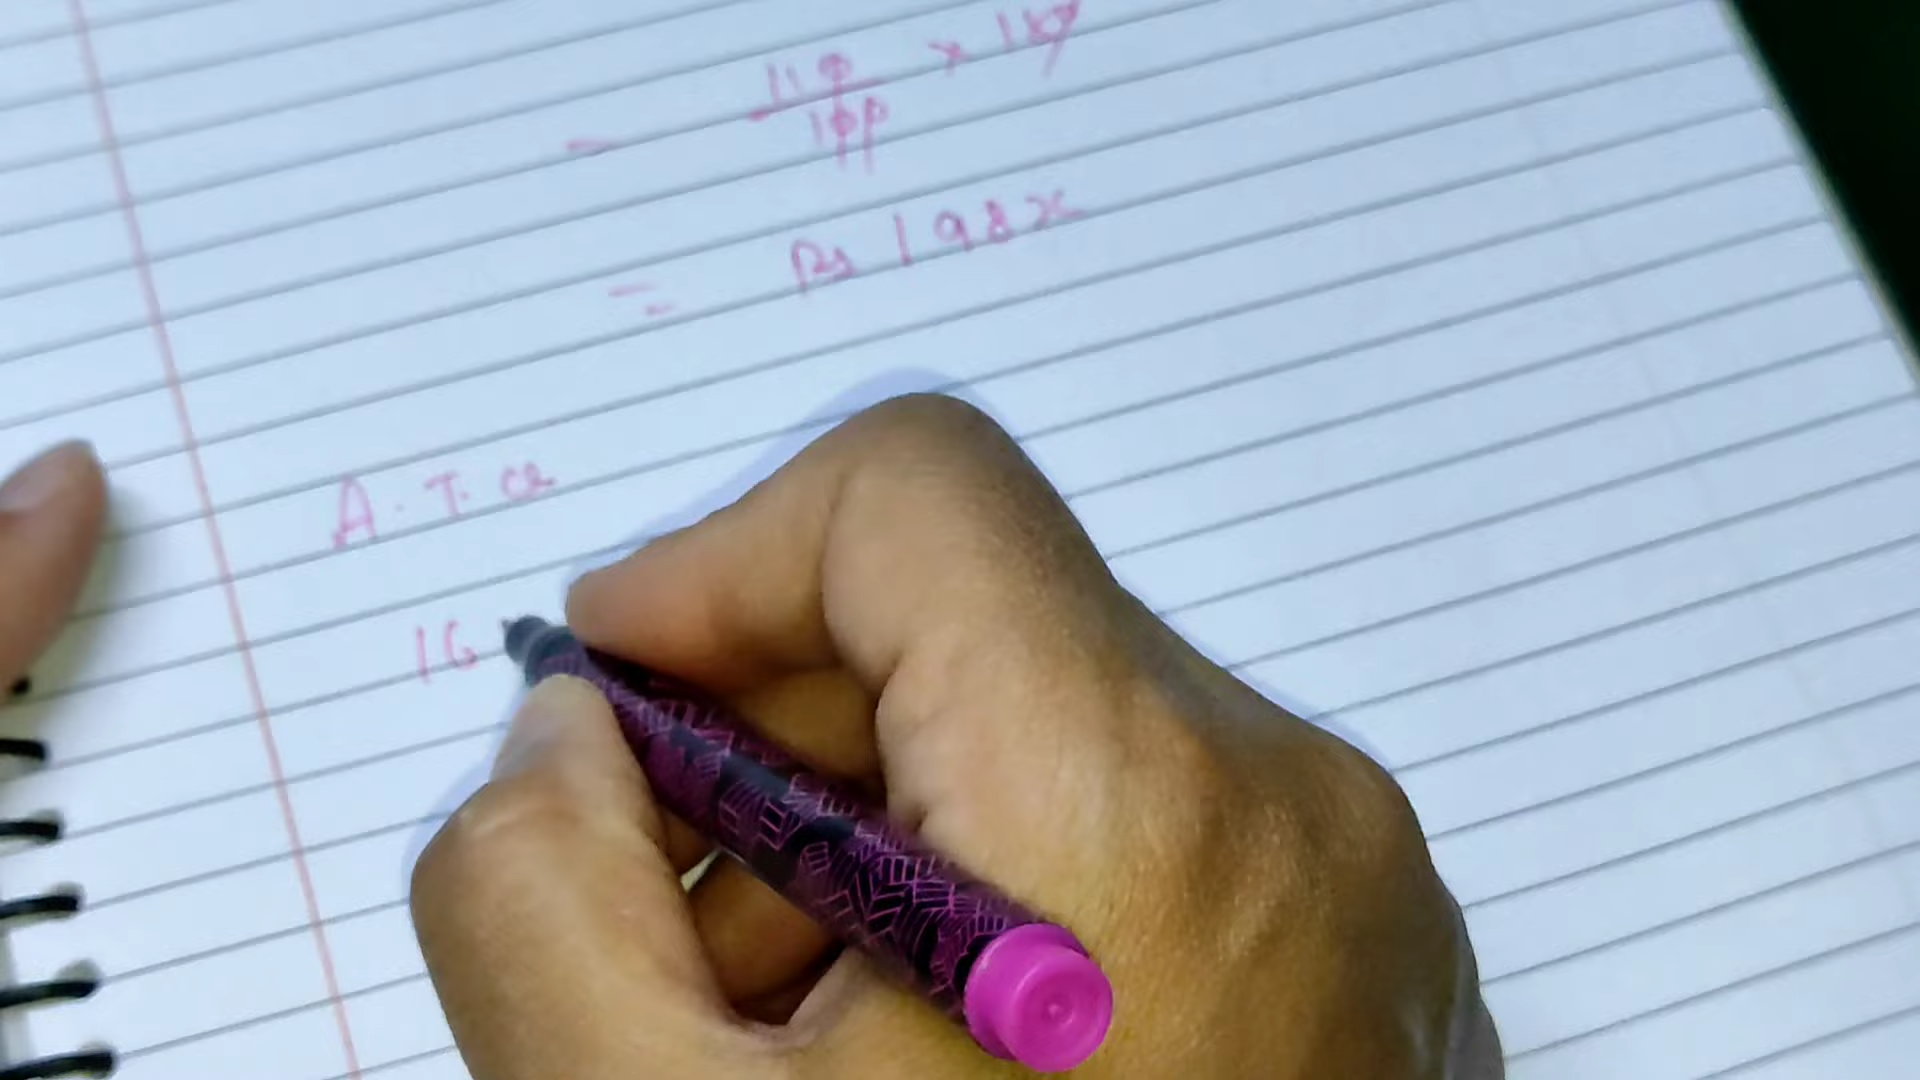 = 110/100 × 180
= Rs 198x
A. T. Q
16